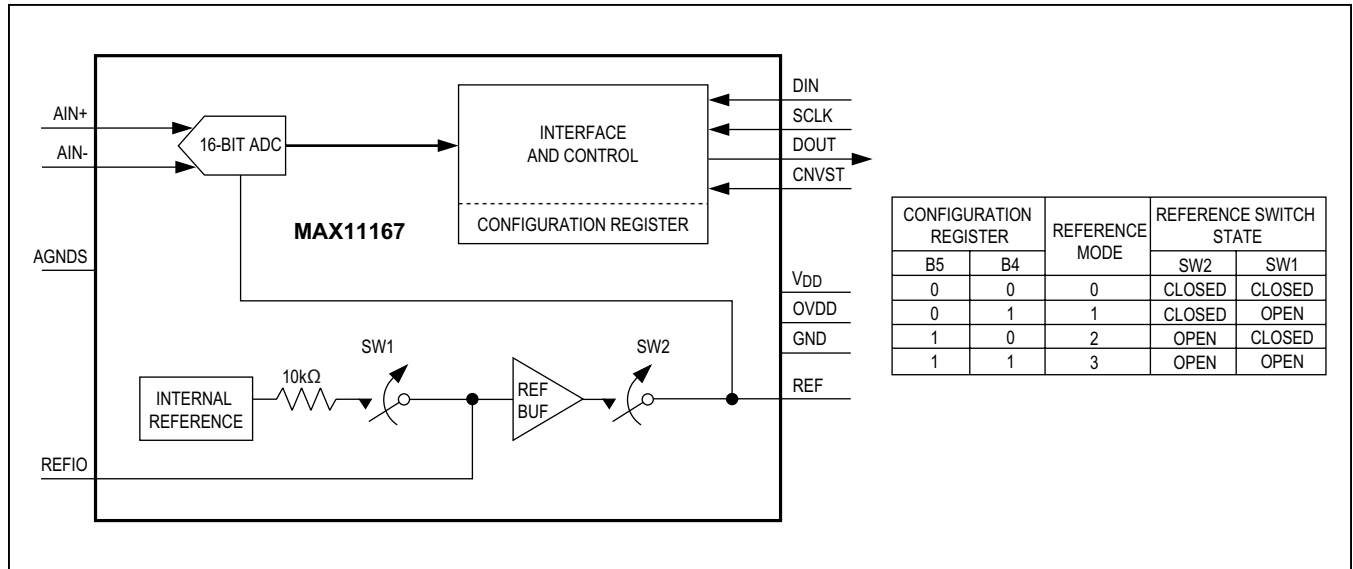 AIN+
AIN-
16-BIT ADC
INTERFACE
AND CONTROL
CONFIGURATION REGISTER
MAX11167
DIN
SCLK
DOUT
CNVST
AGNDS
VDD
OVDD
GND
REF
SW1
SW2
10kΩ
INTERNAL
REFERENCE
REF
BUF
REFIO
CONFIGURATION
REGISTER
REFERENCE
MODE
REFERENCE SWITCH
STATE
B5 B4 SW2 SW1
0 0 0 CLOSED CLOSED
0 1 1 CLOSED OPEN
1 0 2 OPEN CLOSED
1 1 3 OPEN OPEN